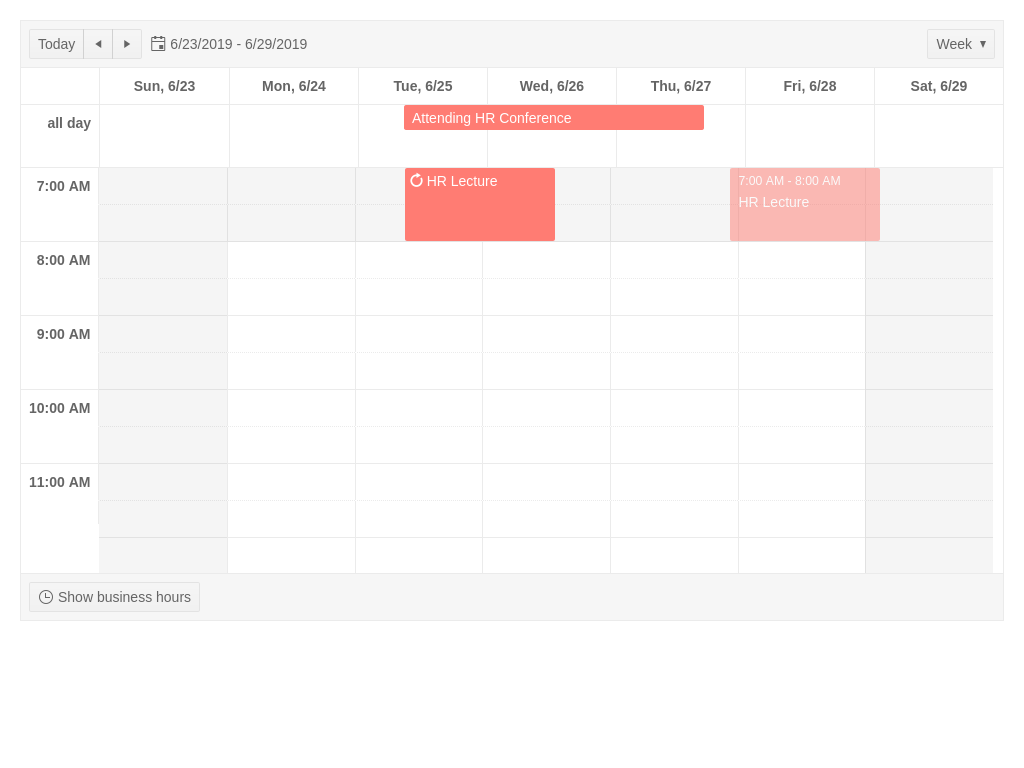 Today
6/23/2019 - 6/29/2019
Week
Sun, 6/23
Mon, 6/24
Tue, 6/25
Wed, 6/26
Thu, 6/27
Fri, 6/28
Sat, 6/29
all day
Attending HR Conference
7:00 AM
HR Lecture
7:00 AM - 8:00 AM
HR Lecture
8:00 AM
9:00 AM
10:00 AM
11:00 AM
Show business hours